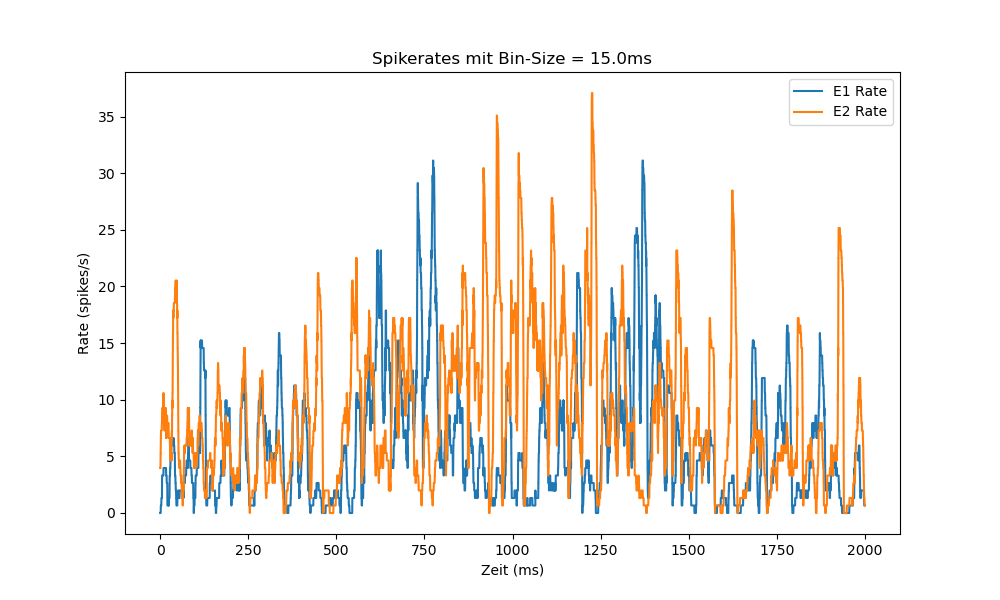 Spikerates mit Bin-Size = 15.0ms
E1 Rate
E2 Rate
35
30
25
20
15
10
5
0
Rate (spikes/s)
0 250 500 750 1000 1250 1500 1750 2000
Zeit (ms)